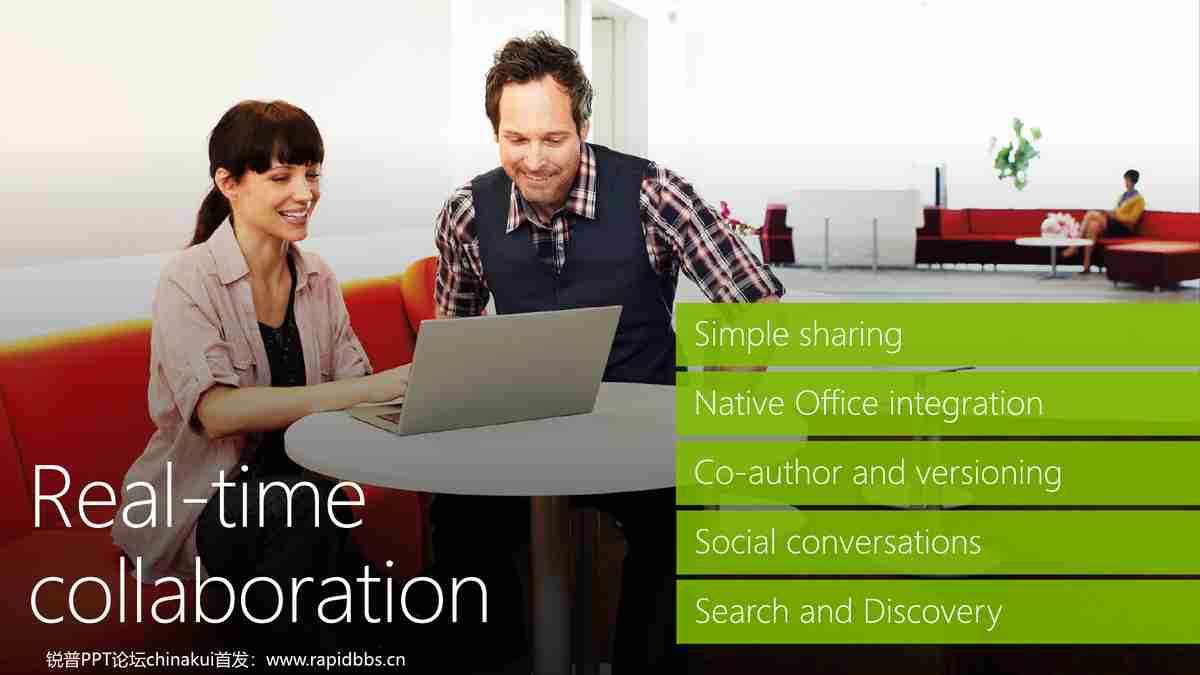 Real-time
collaboration
Simple sharing
Native Office integration
Co-author and versioning
Social conversations
Search and Discovery
锐普PPT论坛chinakui首发：www.rapidbbs.cn